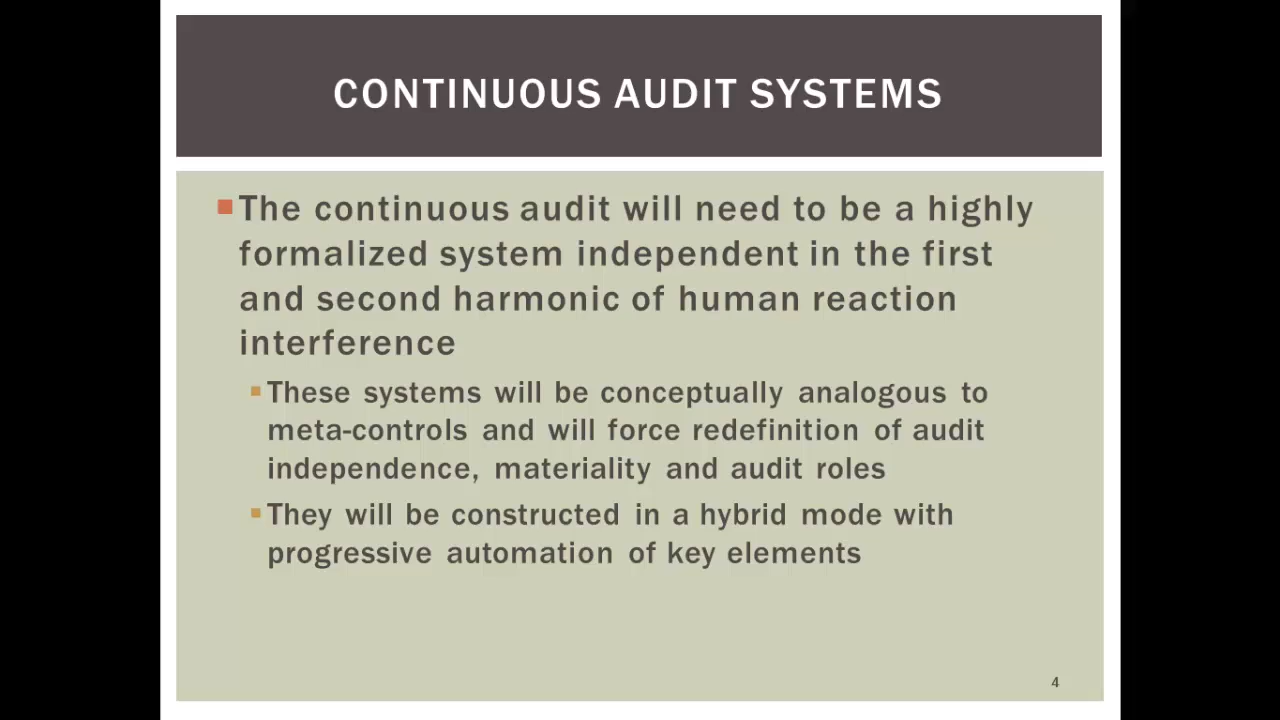 CONTINUOUS AUDIT SYSTEMS
The continuous audit will need to be a highly
formalized system independent in the first
and second harmonic of human reaction
interference
These systems will be conceptually analogous to
meta-controls and will force redefinition of audit
independence, materiality and audit roles
They will be constructed in a hybrid mode with
progressive automation of key elements
4